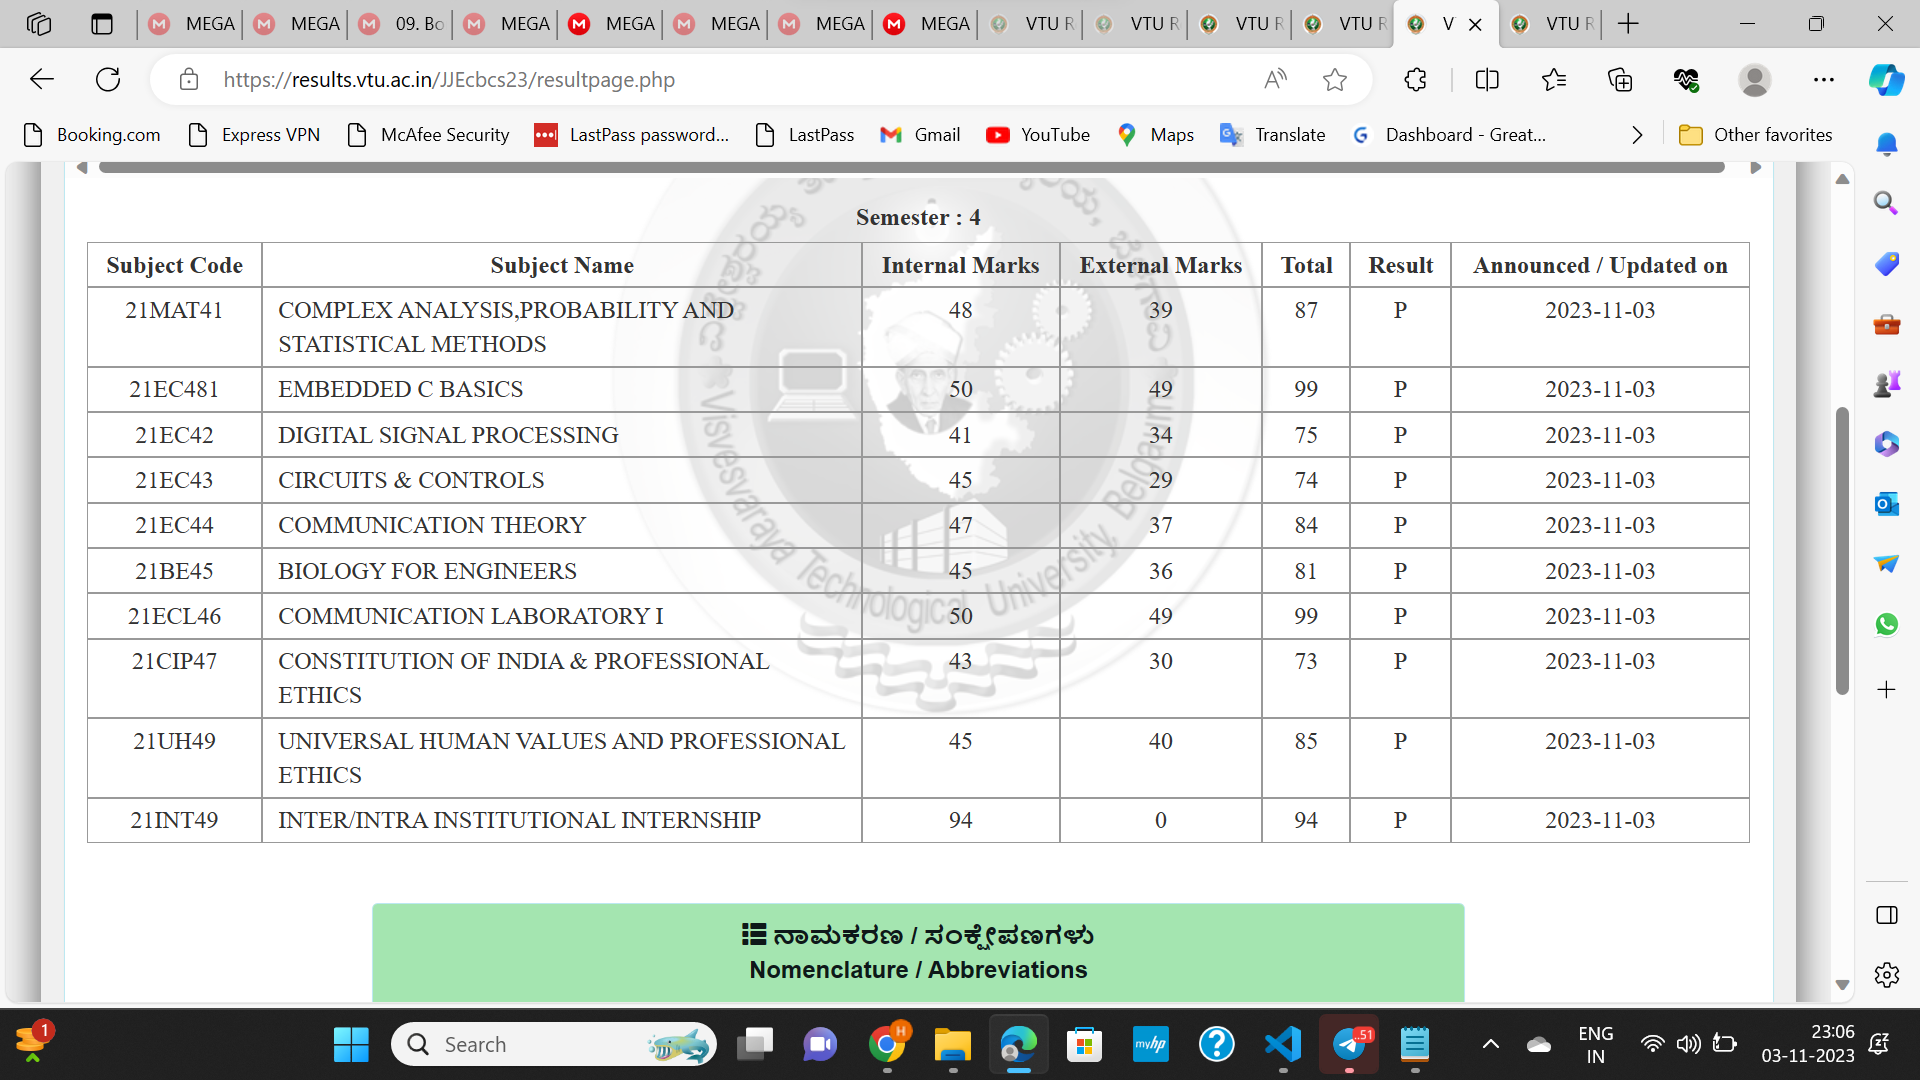 MEGA MEGA 09. Bo MEGA MEGA MEGA MEGA MEGA VTU R VTU R VTU R VTU R V VTU R
https://results.vtu.ac.in/JJEcbcs23/resultpage.php
Booking.com Express VPN McAfee Security LastPass password... LastPass Gmail YouTube Maps Translate Dashboard - Great... Other favorites
Semester : 4
Subject Code Subject Name Internal Marks External Marks Total Result Announced / Updated on
21MAT41 COMPLEX ANALYSIS,PROBABILITY AND 48 39 87 P 2023-11-03
STATISTICAL METHODS
21EC481 EMBEDDED C BASICS 50 49 99 P 2023-11-03
21EC42 DIGITAL SIGNAL PROCESSING 41 34 75 P 2023-11-03
21EC43 CIRCUITS & CONTROLS 45 29 74 P 2023-11-03
21EC44 COMMUNICATION THEORY 47 37 84 P 2023-11-03
21BE45 BIOLOGY FOR ENGINEERS 45 36 81 P 2023-11-03
21ECL46 COMMUNICATION LABORATORY I 50 49 99 P 2023-11-03
21CIP47 CONSTITUTION OF INDIA & PROFESSIONAL 43 30 73 P 2023-11-03
ETHICS
21UH49 UNIVERSAL HUMAN VALUES AND PROFESSIONAL 45 40 85 P 2023-11-03
ETHICS
21INT49 INTER/INTRA INSTITUTIONAL INTERNSHIP 94 0 94 P 2023-11-03
Visvesvaraya Technological University, Belgaum
ನಾಮಕರಣ / ಸಂಕ್ಷೇಪಣಗಳು
Nomenclature / Abbreviations
1 Search H myhp 51 ENG 23:06
IN 03-11-2023